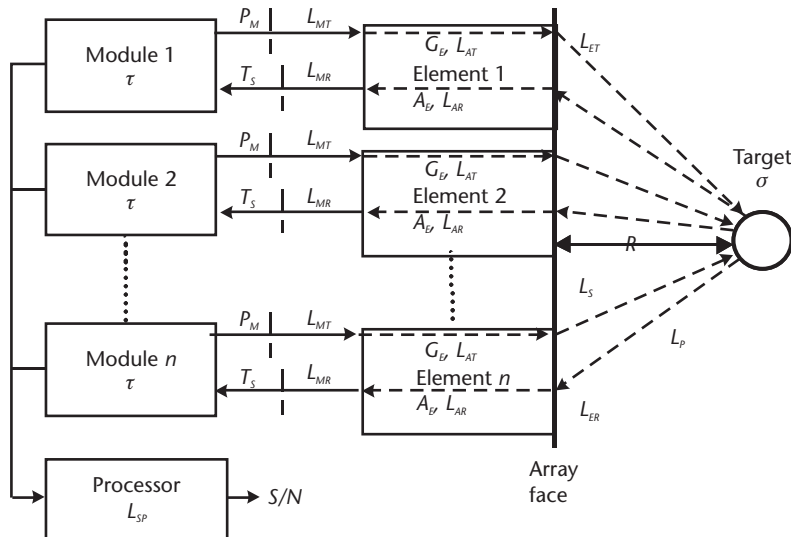 P_M L_MT
Module 1
τ
G_E, L_AT
L_ET
T_S L_MR
Element 1
A_E, L_AR
P_M L_MT
Module 2
τ
G_E, L_AT
Target
σ
T_S L_MR
Element 2
A_E, L_AR
R
L_S
P_M L_MT
Module n
τ
G_E, L_AT
L_P
T_S L_MR
Element n
A_E, L_AR
L_ER
Array
face
Processor
L_SP
S/N